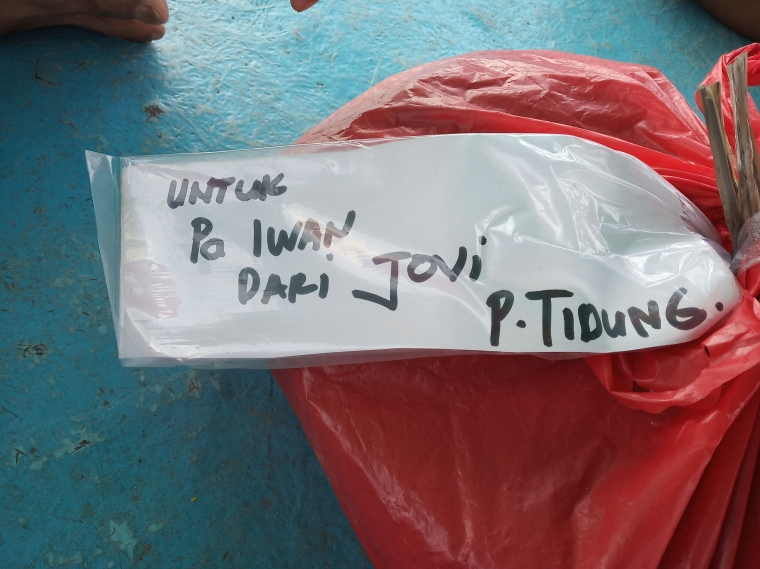 UNTUK
Pa IWAN
DARI JOVi
P. TIDUNG.